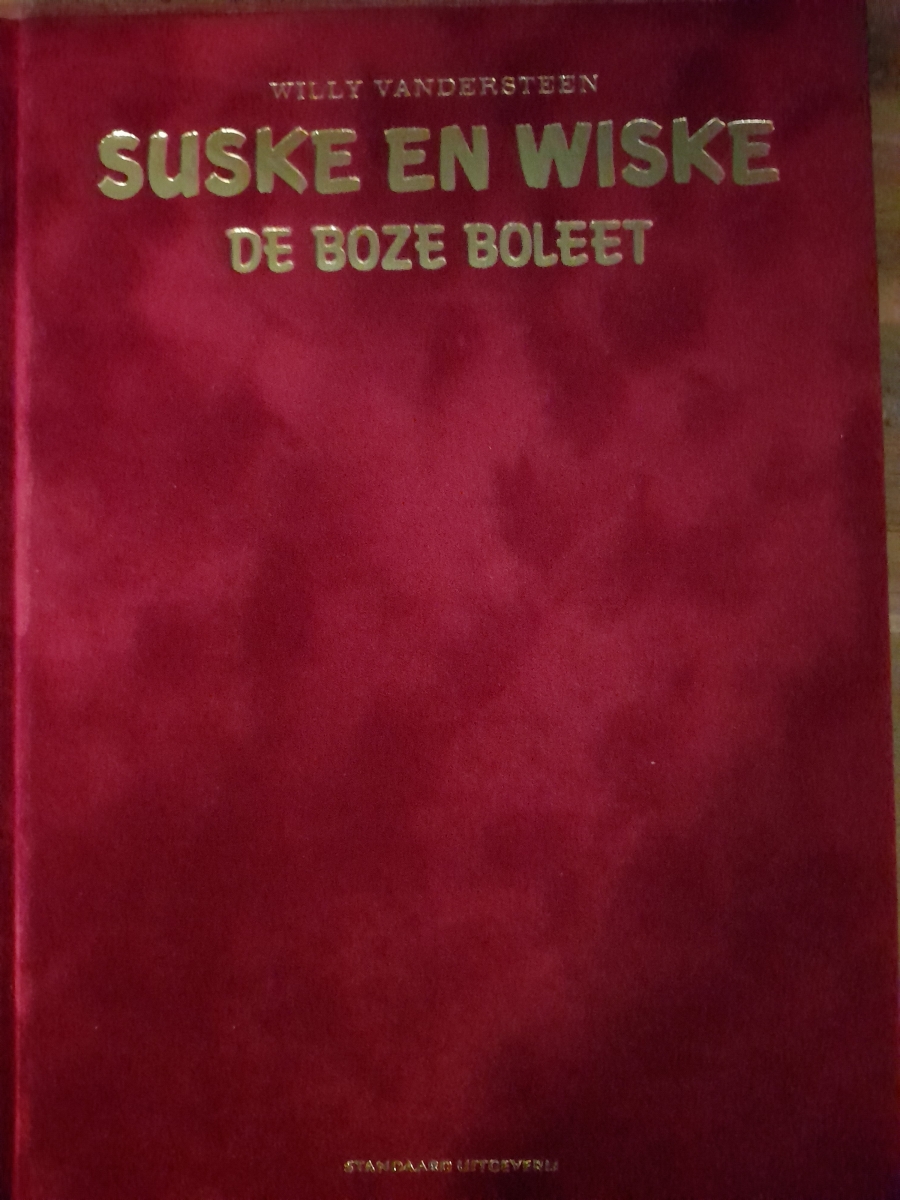 WILLY VANDERSTEEN
SUSKE EN WISKE
DE BOZE BOLEET
STANDAARD UITGEVERIJ